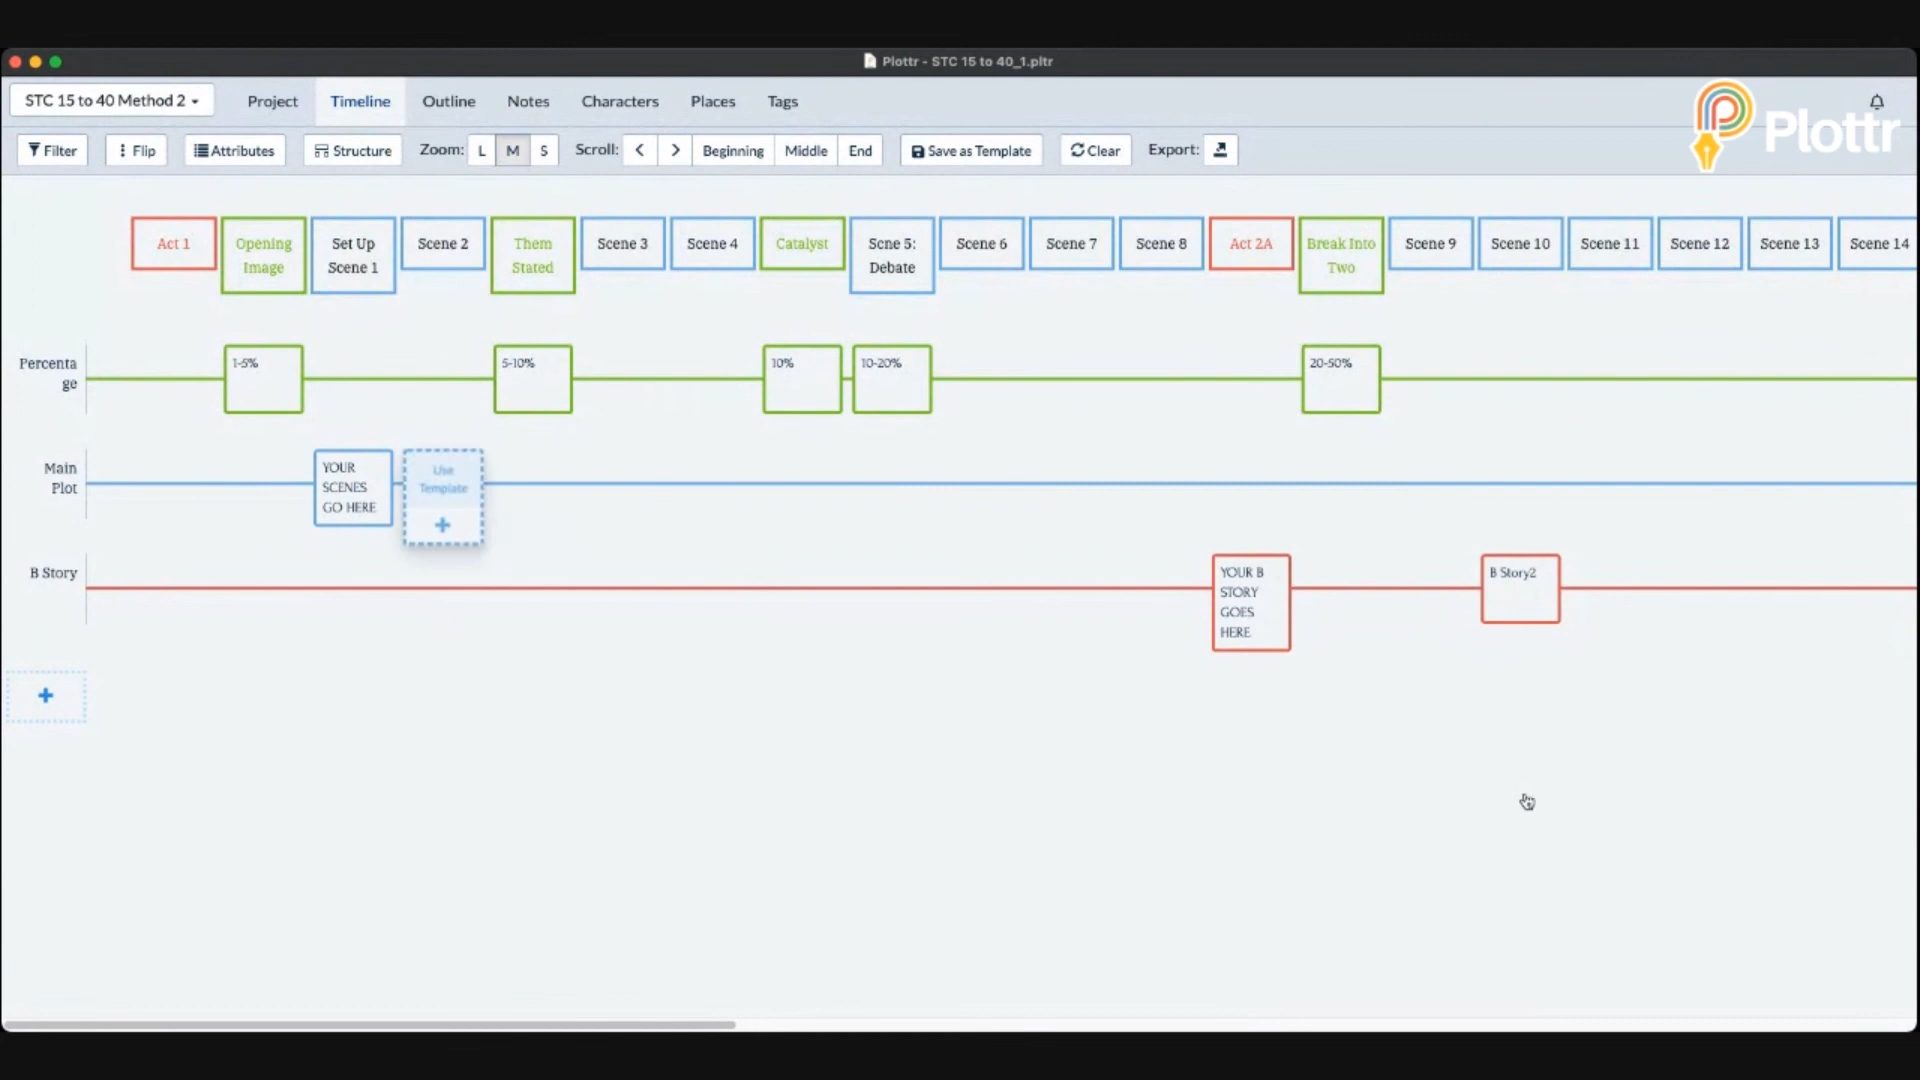 Plottr - STC 15 to 40_1.pltr
STC 15 to 40 Method 2
Project
Timeline
Outline
Notes
Characters
Places
Tags
Plottr
Filter
Flip
Attributes
Structure
Zoom:
L
M
S
Scroll:
Beginning
Middle
End
Save as Template
Clear
Export:
Act 1
Opening
Image
Set Up
Scene 1
Scene 2
Them
Stated
Scene 3
Scene 4
Catalyst
Scne 5:
Debate
Scene 6
Scene 7
Scene 8
Act 2A
Break Into
Two
Scene 9
Scene 10
Scene 11
Scene 12
Scene 13
Scene 14
Percenta
ge
1-5%
5-10%
10%
10-20%
20-50%
Main
Plot
YOUR
SCENES
GO HERE
Use
Template
B Story
YOUR B
STORY
GOES
HERE
B Story2